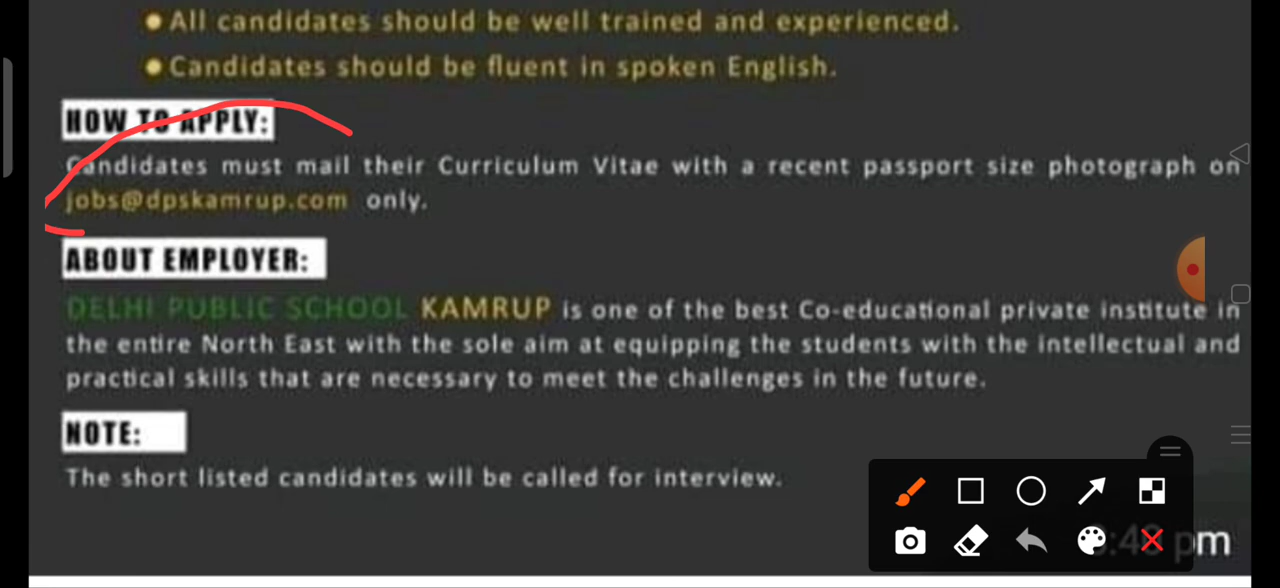 • All candidates should be well trained and experienced.
• Candidates should be fluent in spoken English.
HOW TO APPLY:
Candidates must mail their Curriculum Vitae with a recent passport size photograph on
jobs@dpskamrup.com only.
ABOUT EMPLOYER:
DELHI PUBLIC SCHOOL KAMRUP is one of the best Co-educational private institute in
the entire North East with the sole aim at equipping the students with the intellectual and
practical skills that are necessary to meet the challenges in the future.
NOTE:
The short listed candidates will be called for interview.
pm